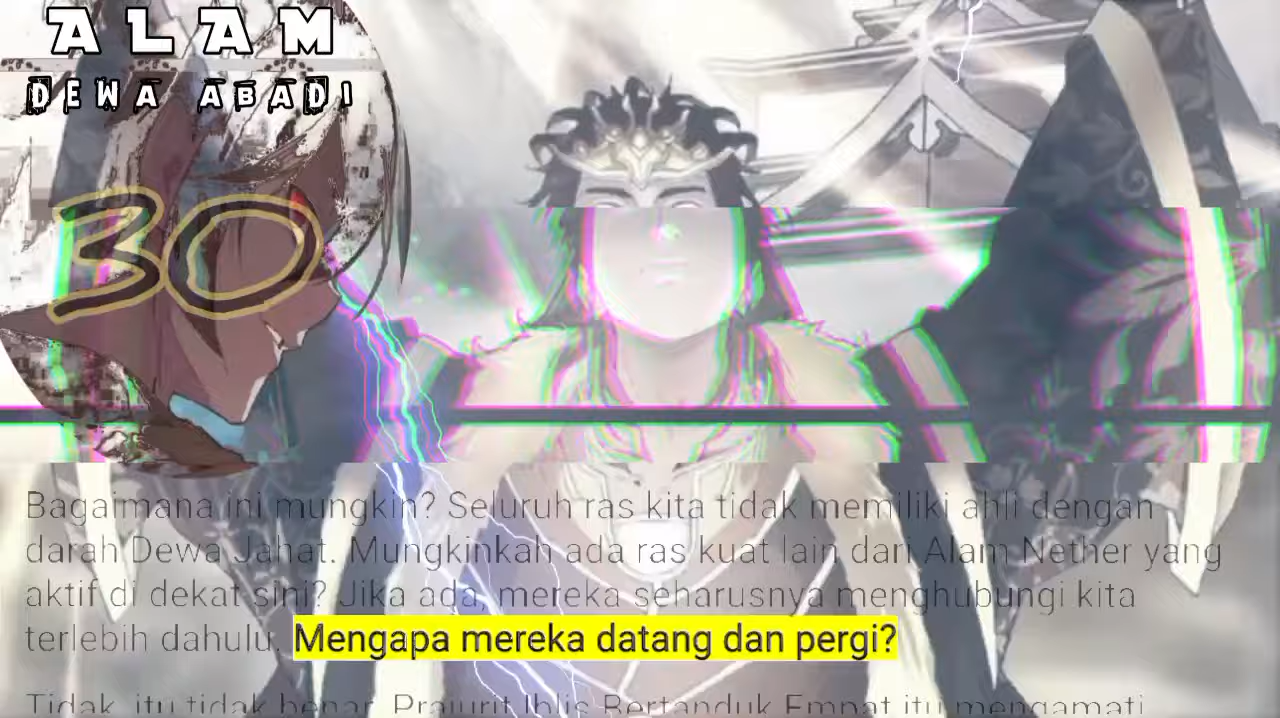 ALAM
DEWA ABADI
30
Bagaimana ini mungkin? Seluruh ras kita tidak memiliki ahli dengan
darah Dewa Jahat. Mungkinkah ada ras kuat lain dari Alam Nether yang
aktif di dekat sini? Jika ada, mereka seharusnya menghubungi kita
terlebih dahulu. Mengapa mereka datang dan pergi?
Tidak, itu tidak benar. Prajurit Iblis Bertanduk Empat itu mengamati